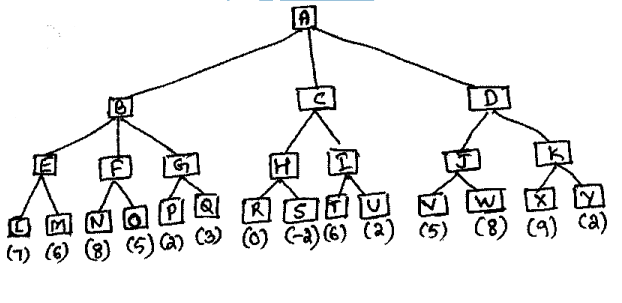 A
B C D
E F G H I J K
L M N O P Q R S T U V W X Y
(7) (6) (8) (5) (2) (3) (0) (-2) (6) (2) (5) (8) (9) (2)